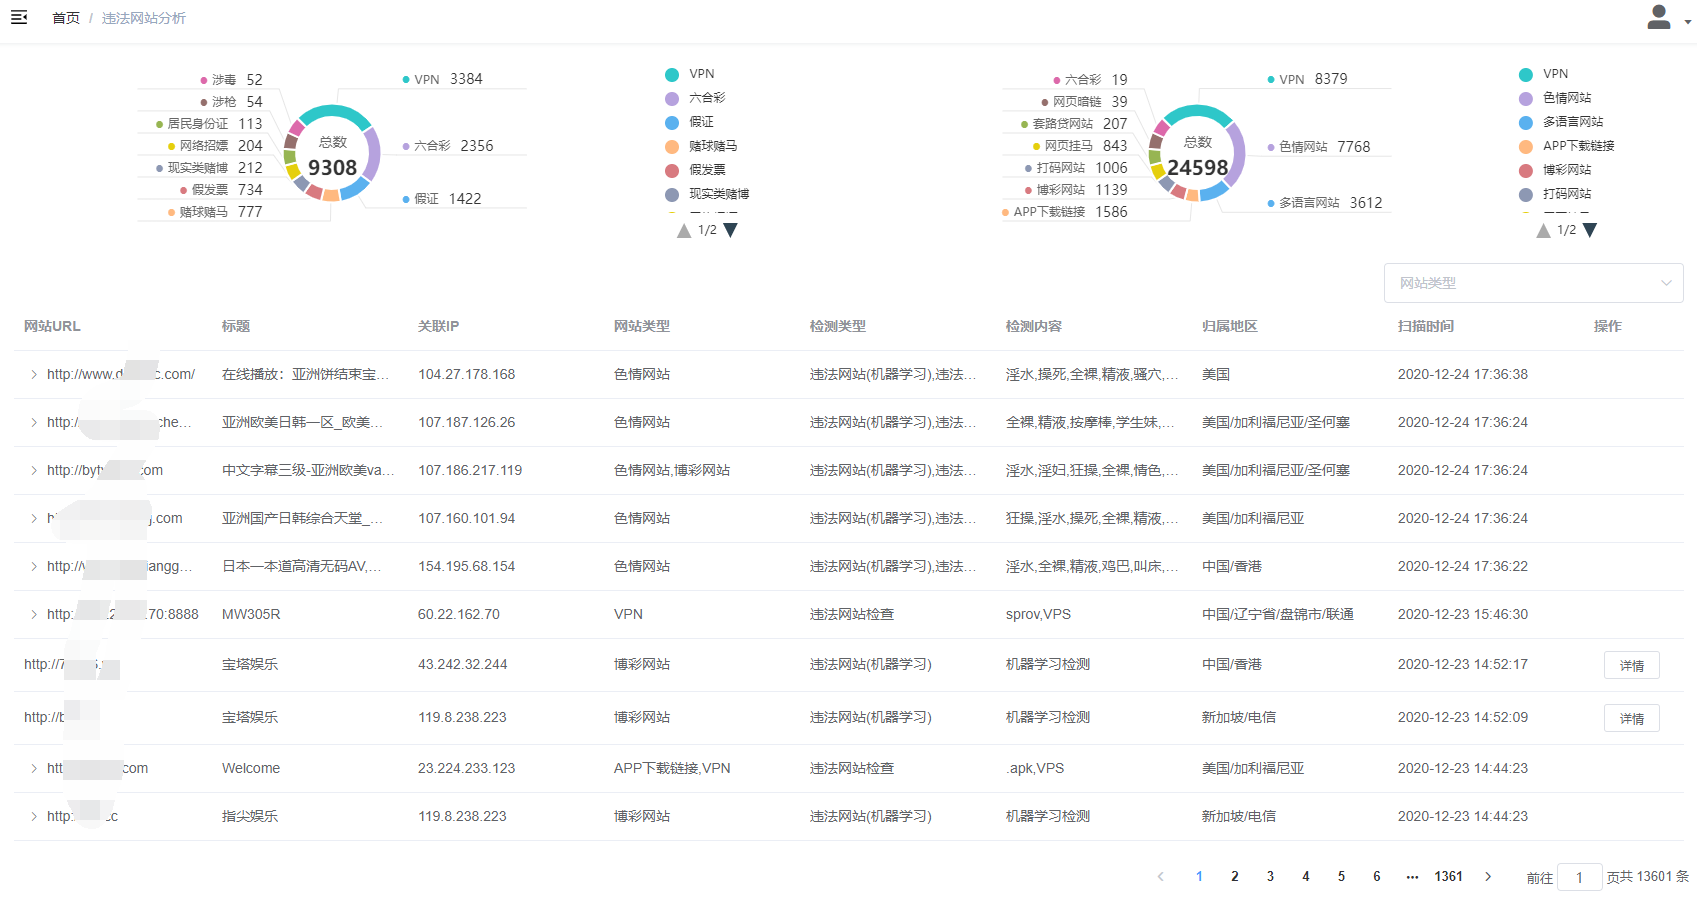 首页 / 违法网站分析
涉毒 52
涉枪 54
居民身份证 113
网络招嫖 204
现实类赌博 212
假发票 734
赌球赌马 777
总数
9308
VPN 3384
六合彩 2356
假证 1422
VPN
六合彩
假证
赌球赌马
假发票
现实类赌博
1/2
六合彩 19
网页暗链 39
套路贷网站 207
网页挂马 843
打码网站 1006
博彩网站 1139
APP下载链接 1586
总数
24598
VPN 8379
色情网站 7768
多语言网站 3612
VPN
色情网站
多语言网站
APP下载链接
博彩网站
打码网站
1/2
网站类型
网站URL 标题 关联IP 网站类型 检测类型 检测内容 归属地区 扫描时间 操作
http://www.d c.com/ 在线播放：亚洲饼结束宝... 104.27.178.168 色情网站 违法网站(机器学习),违法... 淫水,操死,全裸,精液,骚穴,... 美国 2020-12-24 17:36:38
http:/ che... 亚洲欧美日韩一区_欧美... 107.187.126.26 色情网站 违法网站(机器学习),违法... 全裸,精液,按摩棒,学生妹,... 美国/加利福尼亚/圣何塞 2020-12-24 17:36:24
http://byt .com 中文字幕三级-亚洲欧美va... 107.186.217.119 色情网站,博彩网站 违法网站(机器学习),违法... 淫水,淫妇,狂操,全裸,情色,... 美国/加利福尼亚/圣何塞 2020-12-24 17:36:24
h .com 亚洲国产日韩综合天堂_... 107.160.101.94 色情网站 违法网站(机器学习),违法... 狂操,淫水,操死,全裸,精液,... 美国/加利福尼亚 2020-12-24 17:36:24
http:// angg... 日本一本道高清无码AV,... 154.195.68.154 色情网站 违法网站(机器学习),违法... 淫水,全裸,精液,鸡巴,叫床,... 中国/香港 2020-12-24 17:36:22
http: 70:8888 MW305R 60.22.162.70 VPN 违法网站检查 sprov,VPS 中国/辽宁省/盘锦市/联通 2020-12-23 15:46:30
http://7 宝塔娱乐 43.242.32.244 博彩网站 违法网站(机器学习) 机器学习检测 中国/香港 2020-12-23 14:52:17 详情
http://b 宝塔娱乐 119.8.238.223 博彩网站 违法网站(机器学习) 机器学习检测 新加坡/电信 2020-12-23 14:52:09 详情
htt com Welcome 23.224.233.123 APP下载链接,VPN 违法网站检查 .apk,VPS 美国/加利福尼亚 2020-12-23 14:44:23
http: 指尖娱乐 119.8.238.223 博彩网站 违法网站(机器学习) 机器学习检测 新加坡/电信 2020-12-23 14:44:23
1 2 3 4 5 6 ••• 1361 前往 1 页共 13601 条